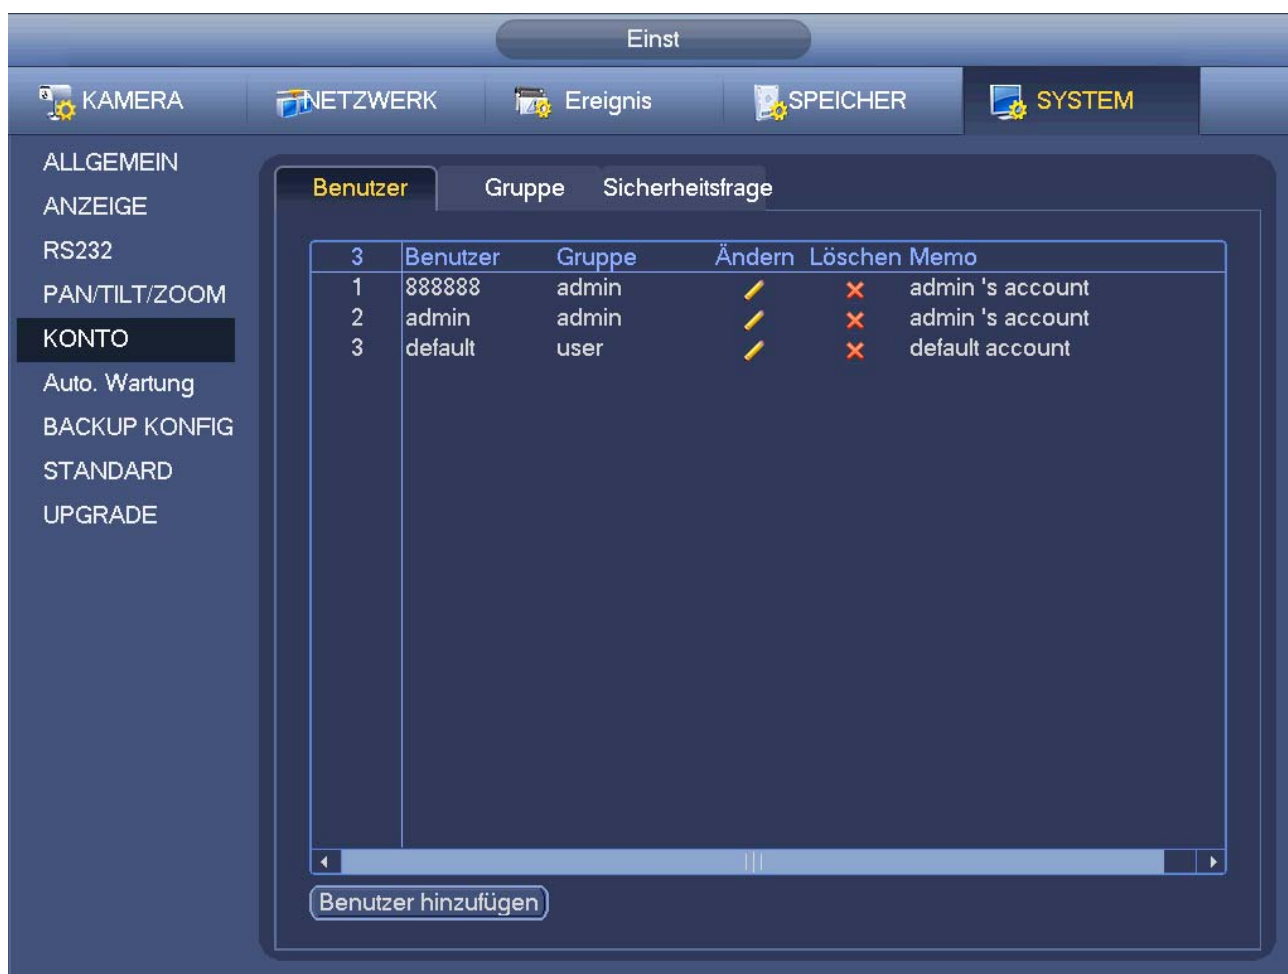 Einst
KAMERA NETZWERK Ereignis SPEICHER SYSTEM
ALLGEMEIN
ANZEIGE
RS232
PAN/TILT/ZOOM
KONTO
Auto. Wartung
BACKUP KONFIG
STANDARD
UPGRADE
Benutzer Gruppe Sicherheitsfrage
3 Benutzer Gruppe Ändern Löschen Memo
1 888888 admin admin 's account
2 admin admin admin 's account
3 default user default account
Benutzer hinzufügen